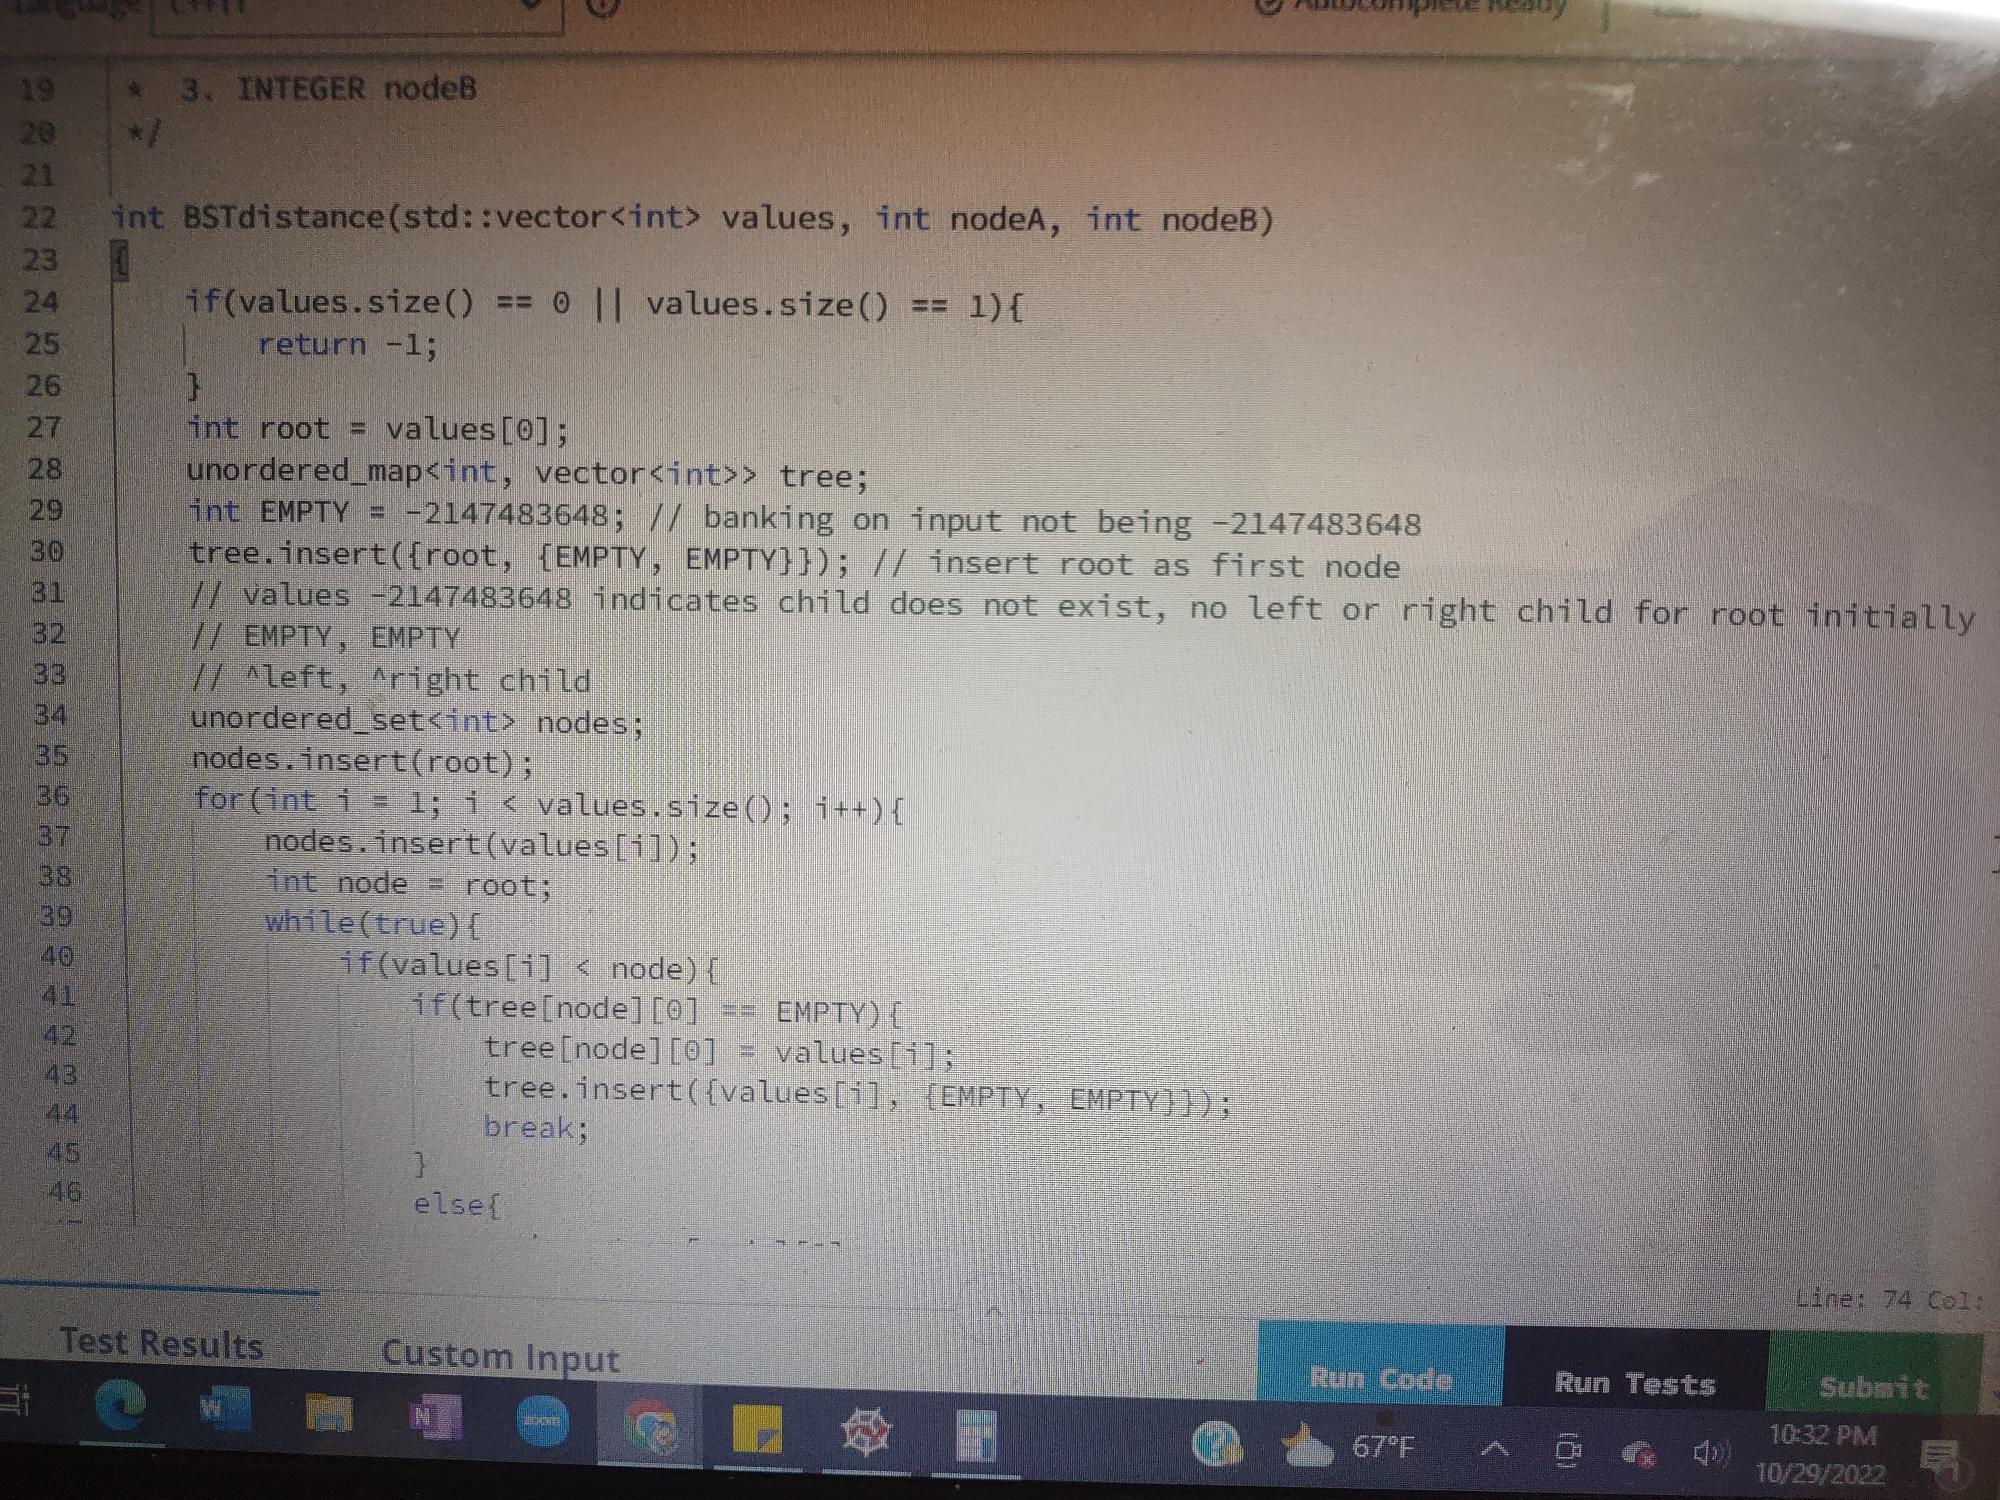 Language
Autocomplete Ready
19 * 3. INTEGER nodeB
20 */
21
22 int BSTdistance(std::vector<int> values, int nodeA, int nodeB)
23 {
24 if(values.size() == 0 || values.size() == 1){
25 return -1;
26 }
27 int root = values[0];
28 unordered_map<int, vector<int>> tree;
29 int EMPTY = -2147483648; // banking on input not being -2147483648
30 tree.insert({root, {EMPTY, EMPTY}}); // insert root as first node
31 // values -2147483648 indicates child does not exist, no left or right child for root initially
32 // EMPTY, EMPTY
33 // ^left, ^right child
34 unordered_set<int> nodes;
35 nodes.insert(root);
36 for(int i = 1; i < values.size(); i++){
37 nodes.insert(values[i]);
38 int node = root;
39 while(true){
40 if(values[i] < node){
41 if(tree[node][0] == EMPTY){
42 tree[node][0] = values[i];
43 tree.insert({values[i], {EMPTY, EMPTY}});
44 break;
45 }
46 else{
Line: 74 Col:
Test Results
Custom Input
Run Code
Run Tests
Submit
W
N
zoom
67°F
10:32 PM
10/29/2022